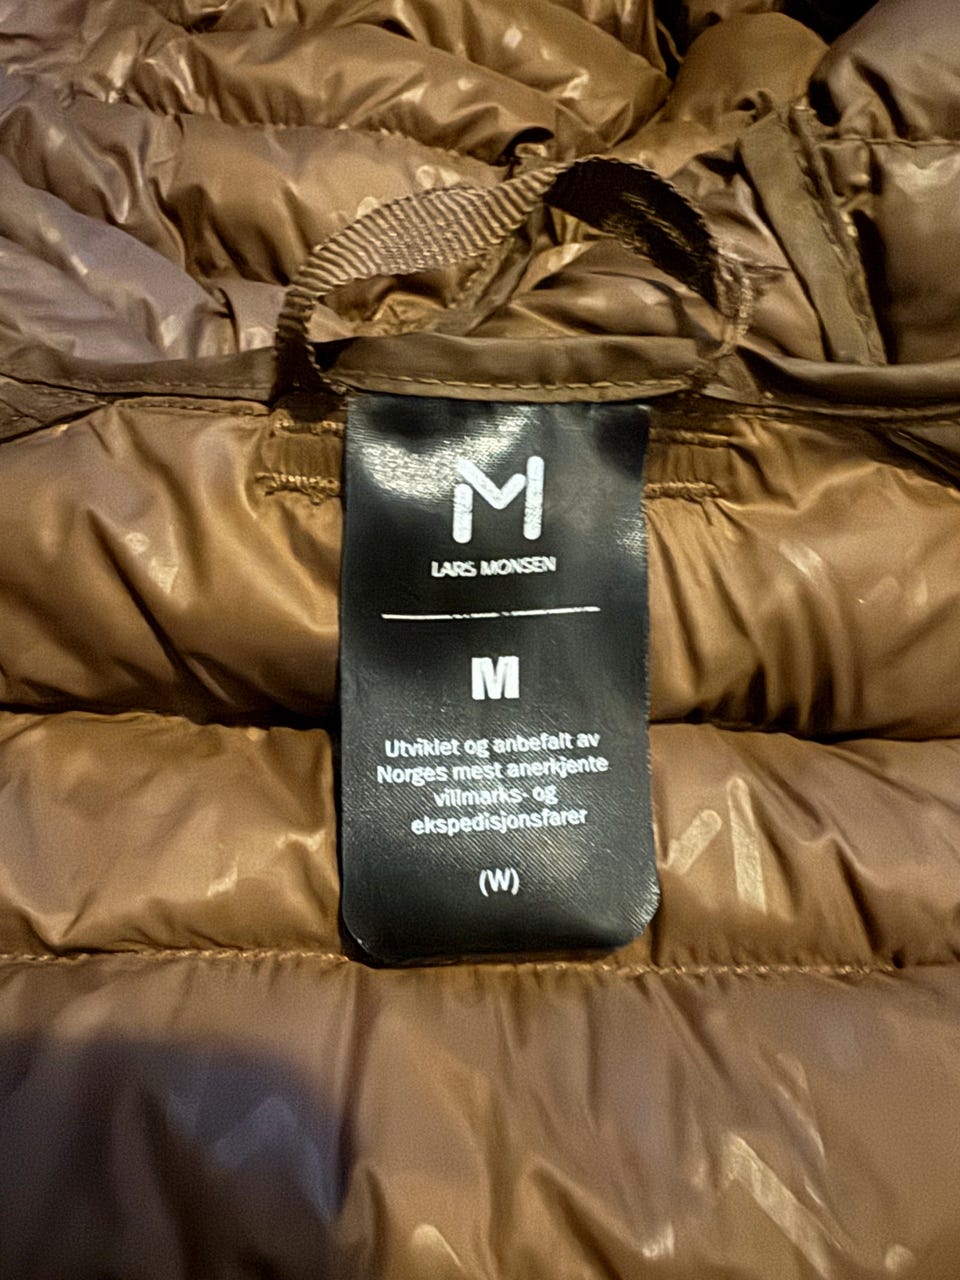 M
LARS MONSEN
M
Utviklet og anbefalt av
Norges mest anerkjente
villmarks- og
ekspedisjonsfarer
(W)